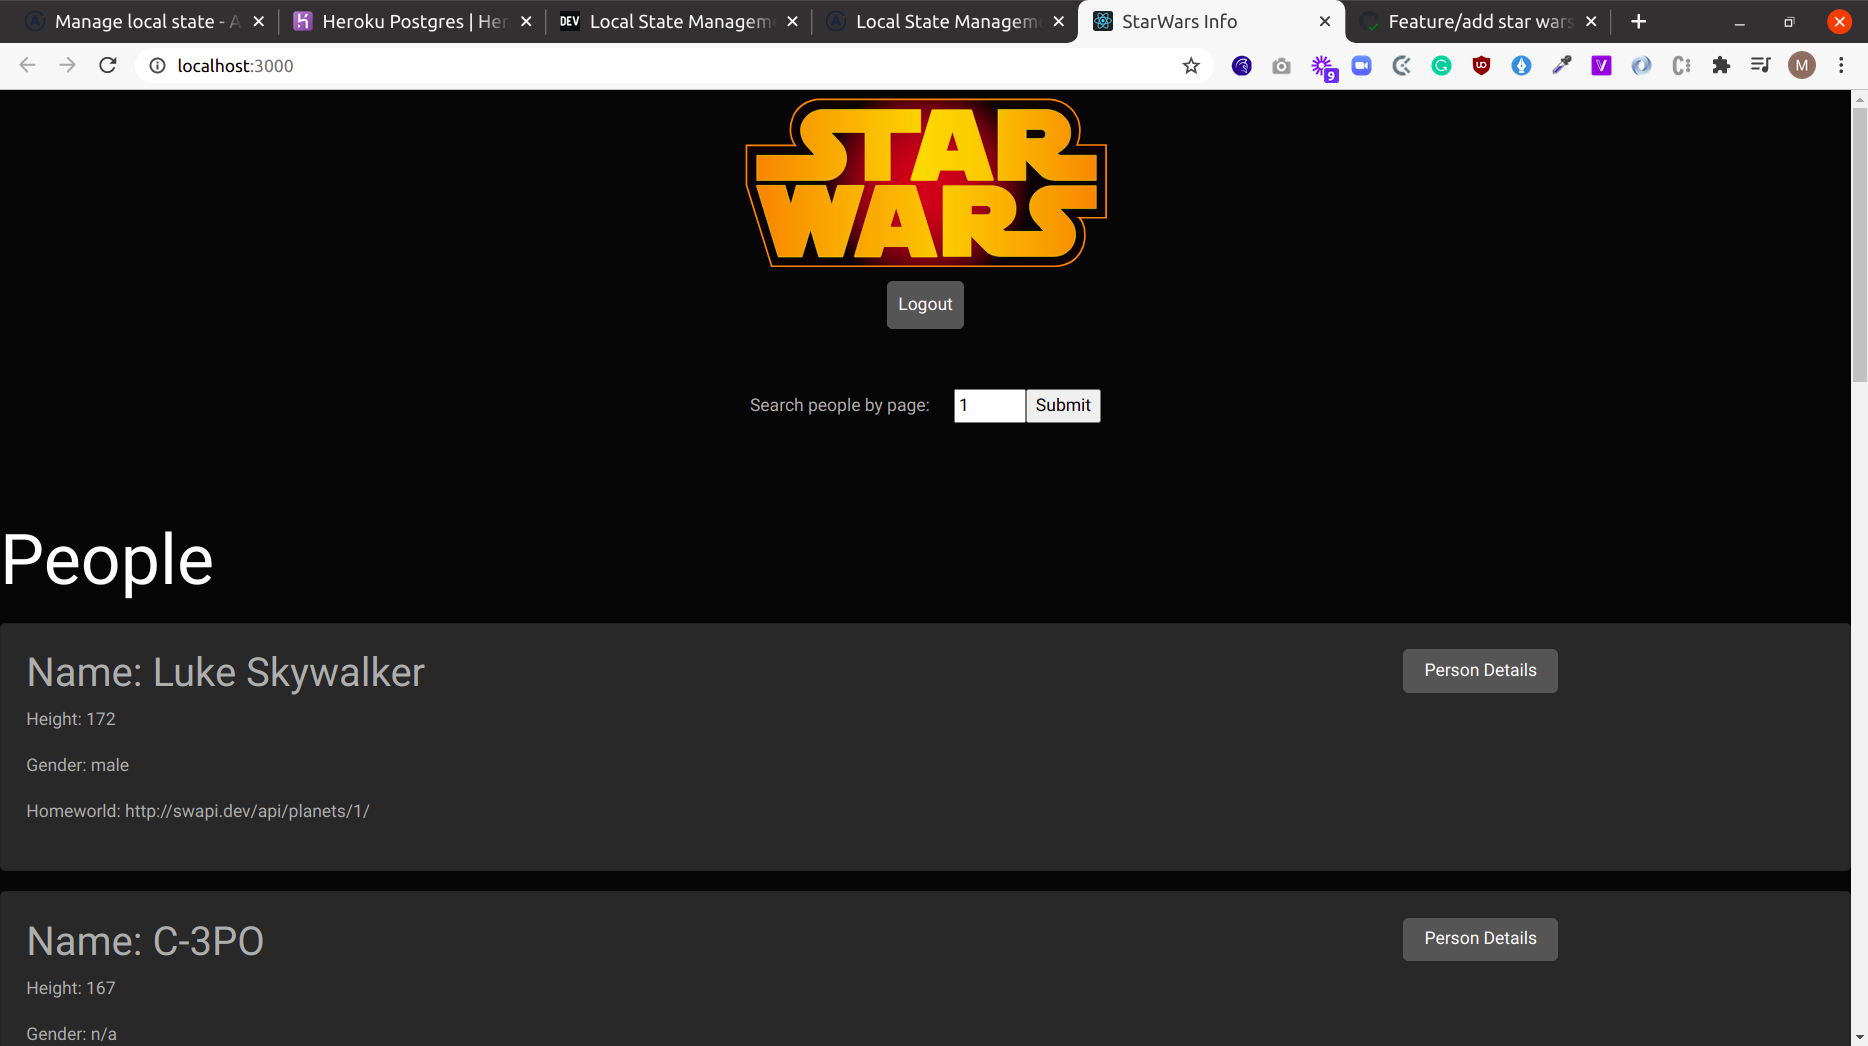 Manage local state - A
Heroku Postgres | Her
DEV Local State Managem
Local State Managem
StarWars Info
Feature/add star wars
localhost:3000
9
M
STAR
WARS
Logout
Search people by page: 1 Submit
People
Name: Luke Skywalker
Person Details
Height: 172
Gender: male
Homeworld: http://swapi.dev/api/planets/1/
Name: C-3PO
Person Details
Height: 167
Gender: n/a